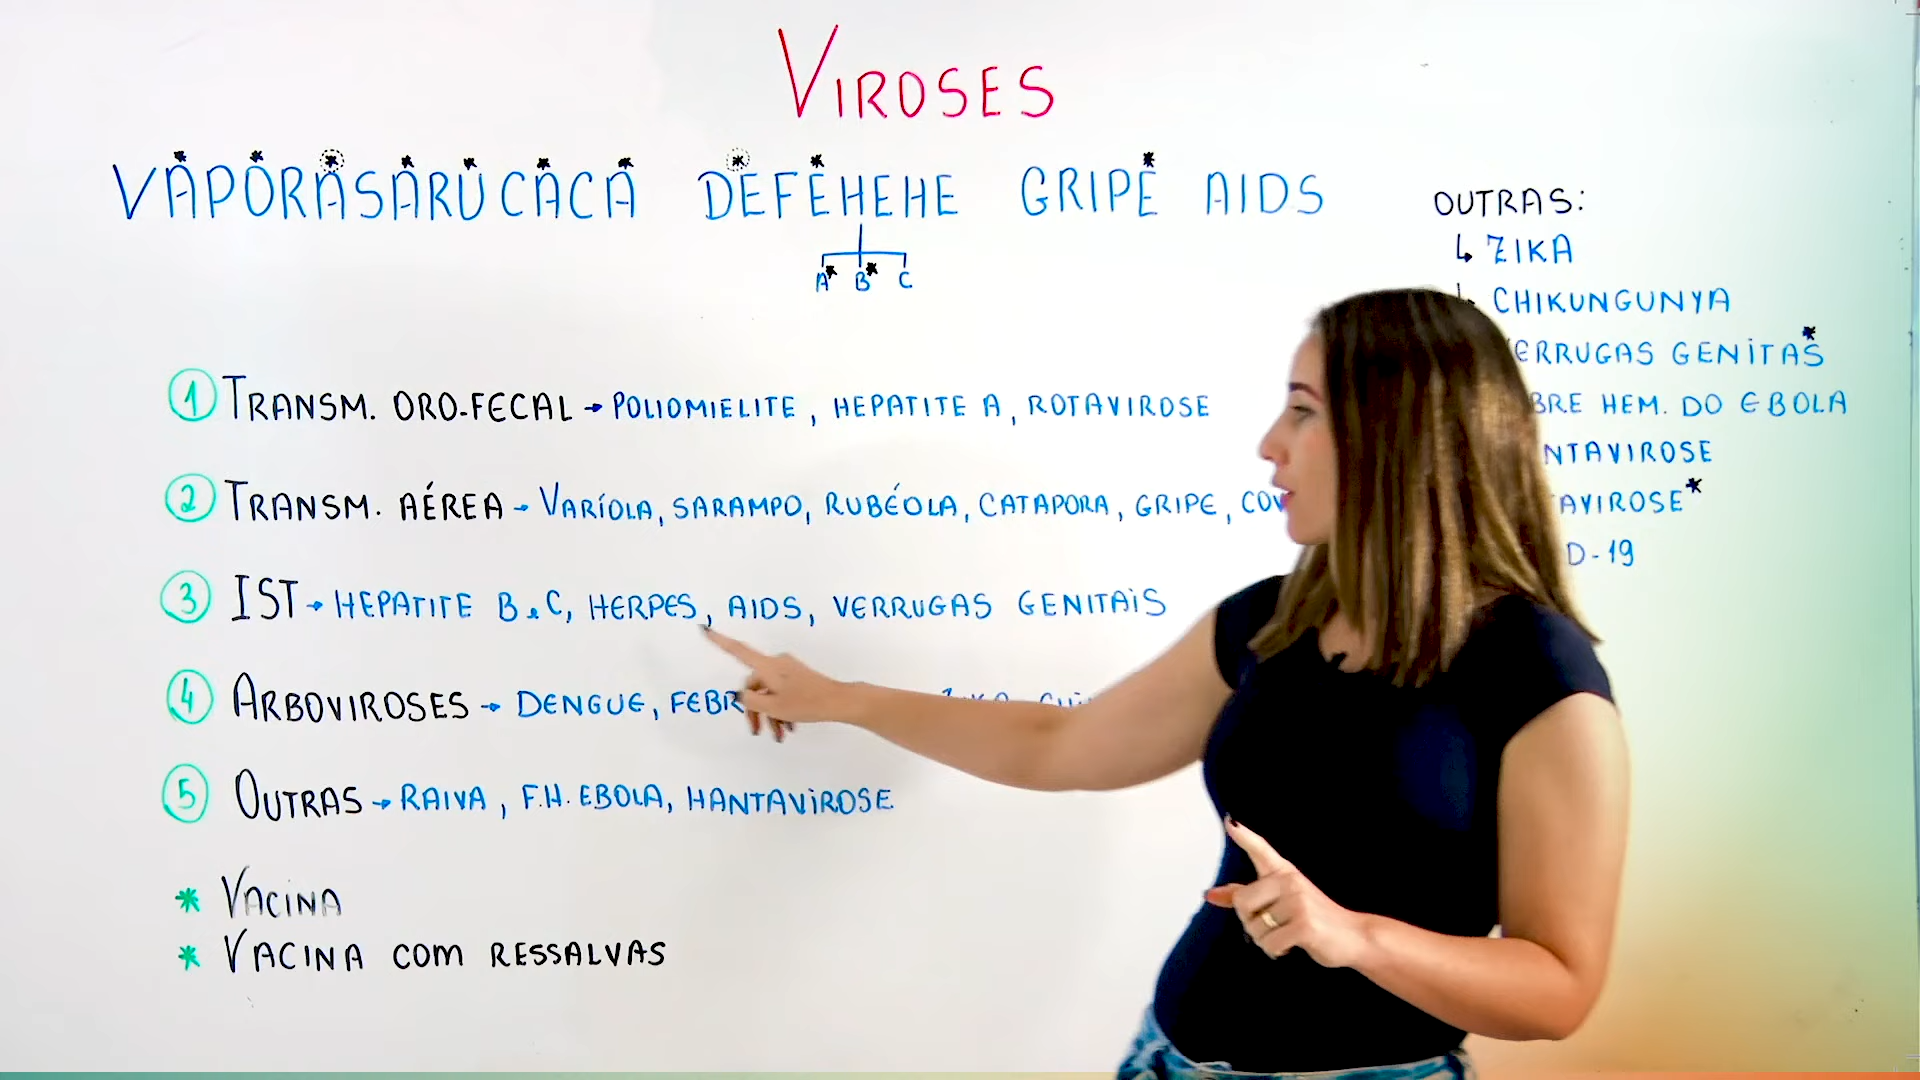 VIROSES
VAPORASARUCACA DEFEHEHE GRIPE AIDS
A* B* C
OUTRAS:
↳ ZIKA
CHIKUNGUNYA
ERRUGAS GENITAS*
BRE HEM. DO EBOLA
NTAVIROSE
AVIROSE*
D-19
1 TRANSM. ORO-FECAL → POLIOMIELITE, HEPATITE A, ROTAVIROSE
2 TRANSM. AÉREA → VARÍOLA, SARAMPO, RUBÉOLA, CATAPORA, GRIPE, COV
3 IST → HEPATITE B e C, HERPES, AIDS, VERRUGAS GENITAIS
4 ARBOVIROSES → DENGUE, FEBR
5 OUTRAS → RAIVA, F.H. EBOLA, HANTAVIROSE
* VACINA
* VACINA COM RESSALVAS